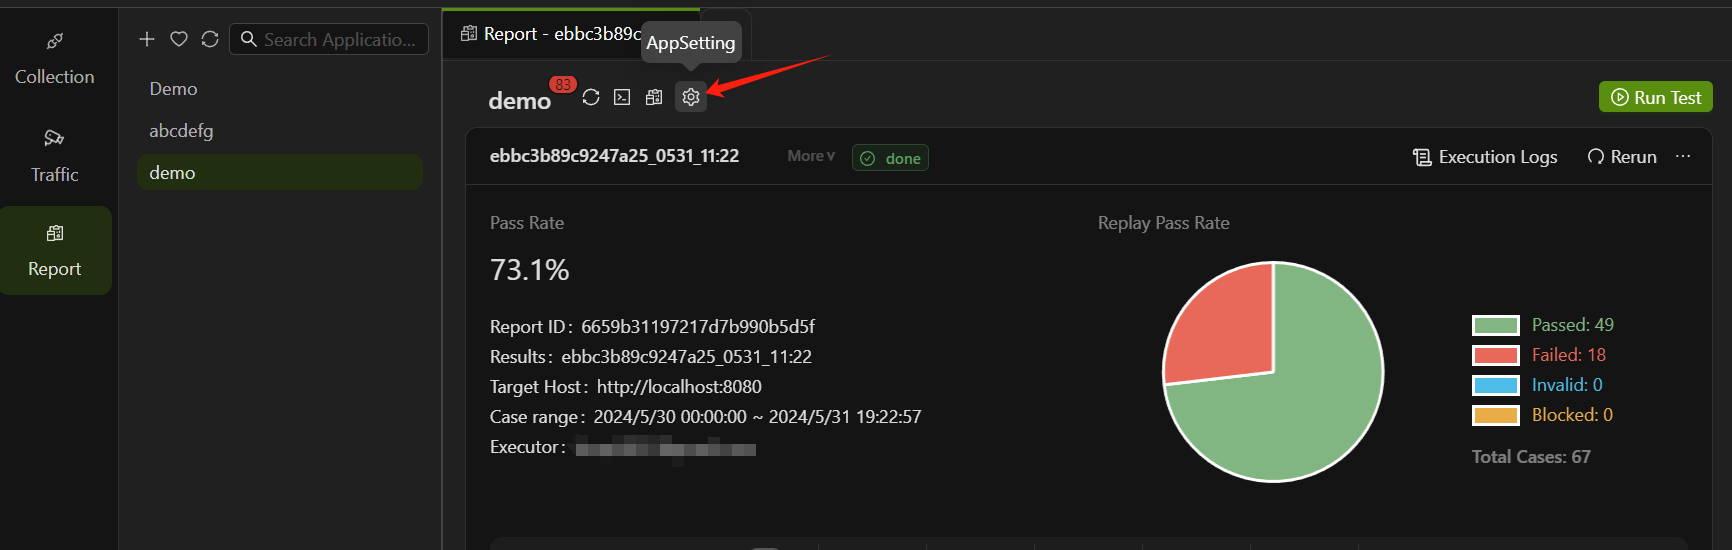 Collection
Traffic
Report
Search Applicatio...
Demo
abcdefg
demo
Report - ebbc3b89c
AppSetting
demo
83
Run Test
ebbc3b89c9247a25_0531_11:22
More
done
Execution Logs
Rerun
...
Pass Rate
73.1%
Report ID: 6659b31197217d7b990b5d5f
Results: ebbc3b89c9247a25_0531_11:22
Target Host: http://localhost:8080
Case range: 2024/5/30 00:00:00 ~ 2024/5/31 19:22:57
Executor:
Replay Pass Rate
Passed: 49
Failed: 18
Invalid: 0
Blocked: 0
Total Cases: 67